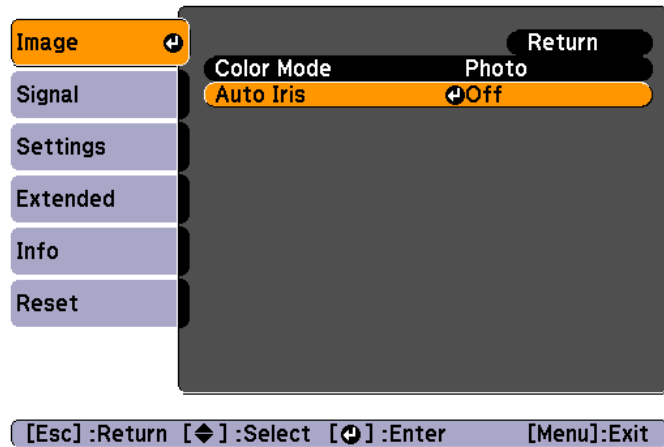 Image
Signal
Settings
Extended
Info
Reset
Return
Color Mode Photo
Auto Iris Off
[Esc] :Return [ ] :Select [ ] :Enter [Menu]:Exit